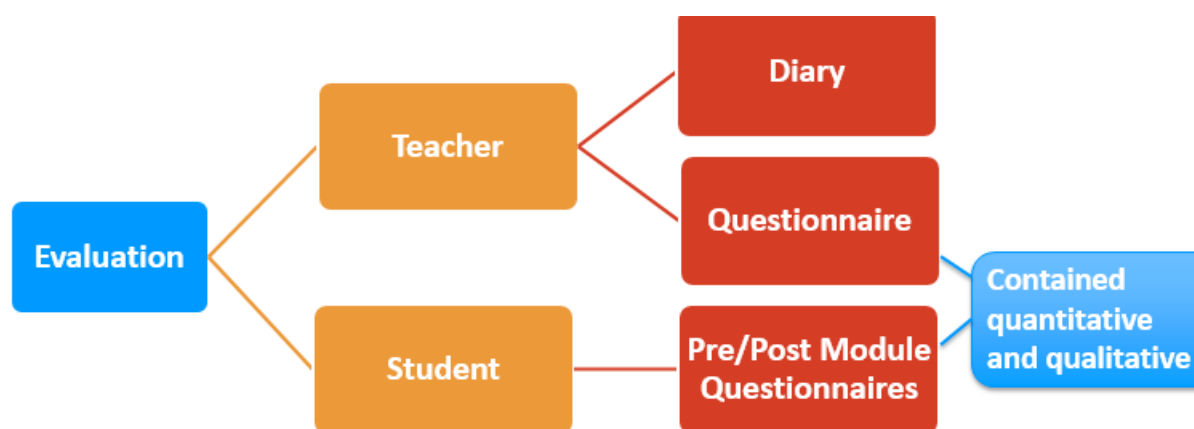 Diary
Teacher
Questionnaire
Evaluation
Contained
quantitative
and qualitative
Pre/Post Module
Questionnaires
Student